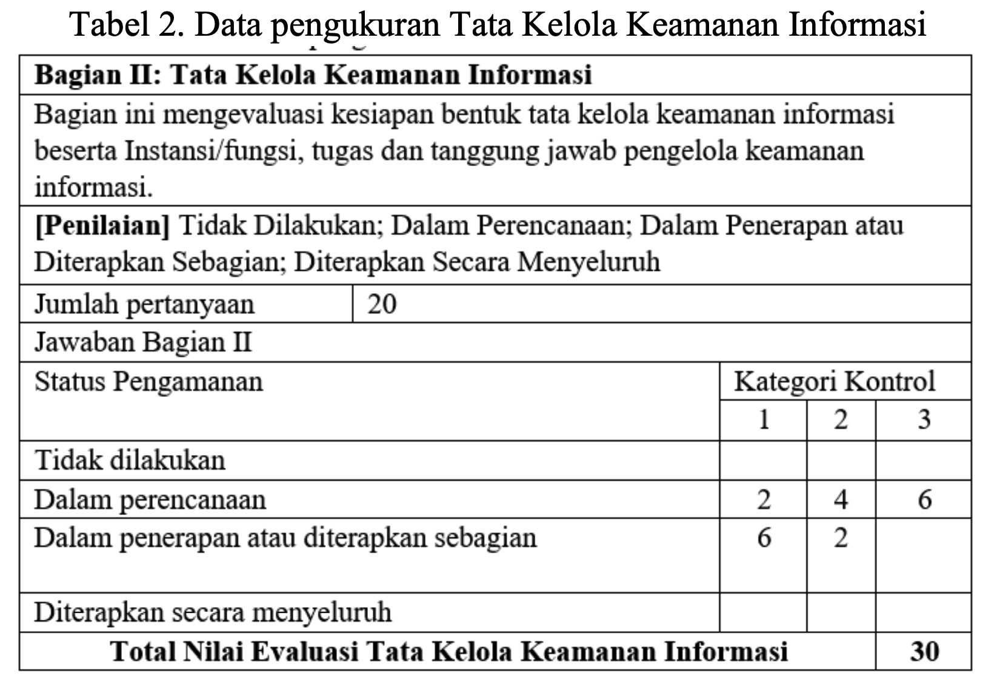 Tabel 2. Data pengukuran Tata Kelola Keamanan Informasi
Bagian II: Tata Kelola Keamanan Informasi
Bagian ini mengevaluasi kesiapan bentuk tata kelola keamanan informasi
beserta Instansi/fungsi, tugas dan tanggung jawab pengelola keamanan
informasi.
[Penilaian] Tidak Dilakukan; Dalam Perencanaan; Dalam Penerapan atau
Diterapkan Sebagian; Diterapkan Secara Menyeluruh
Jumlah pertanyaan 20
Jawaban Bagian II
Status Pengamanan Kategori Kontrol
1 2 3
Tidak dilakukan
Dalam perencanaan 2 4 6
Dalam penerapan atau diterapkan sebagian 6 2
Diterapkan secara menyeluruh
Total Nilai Evaluasi Tata Kelola Keamanan Informasi 30